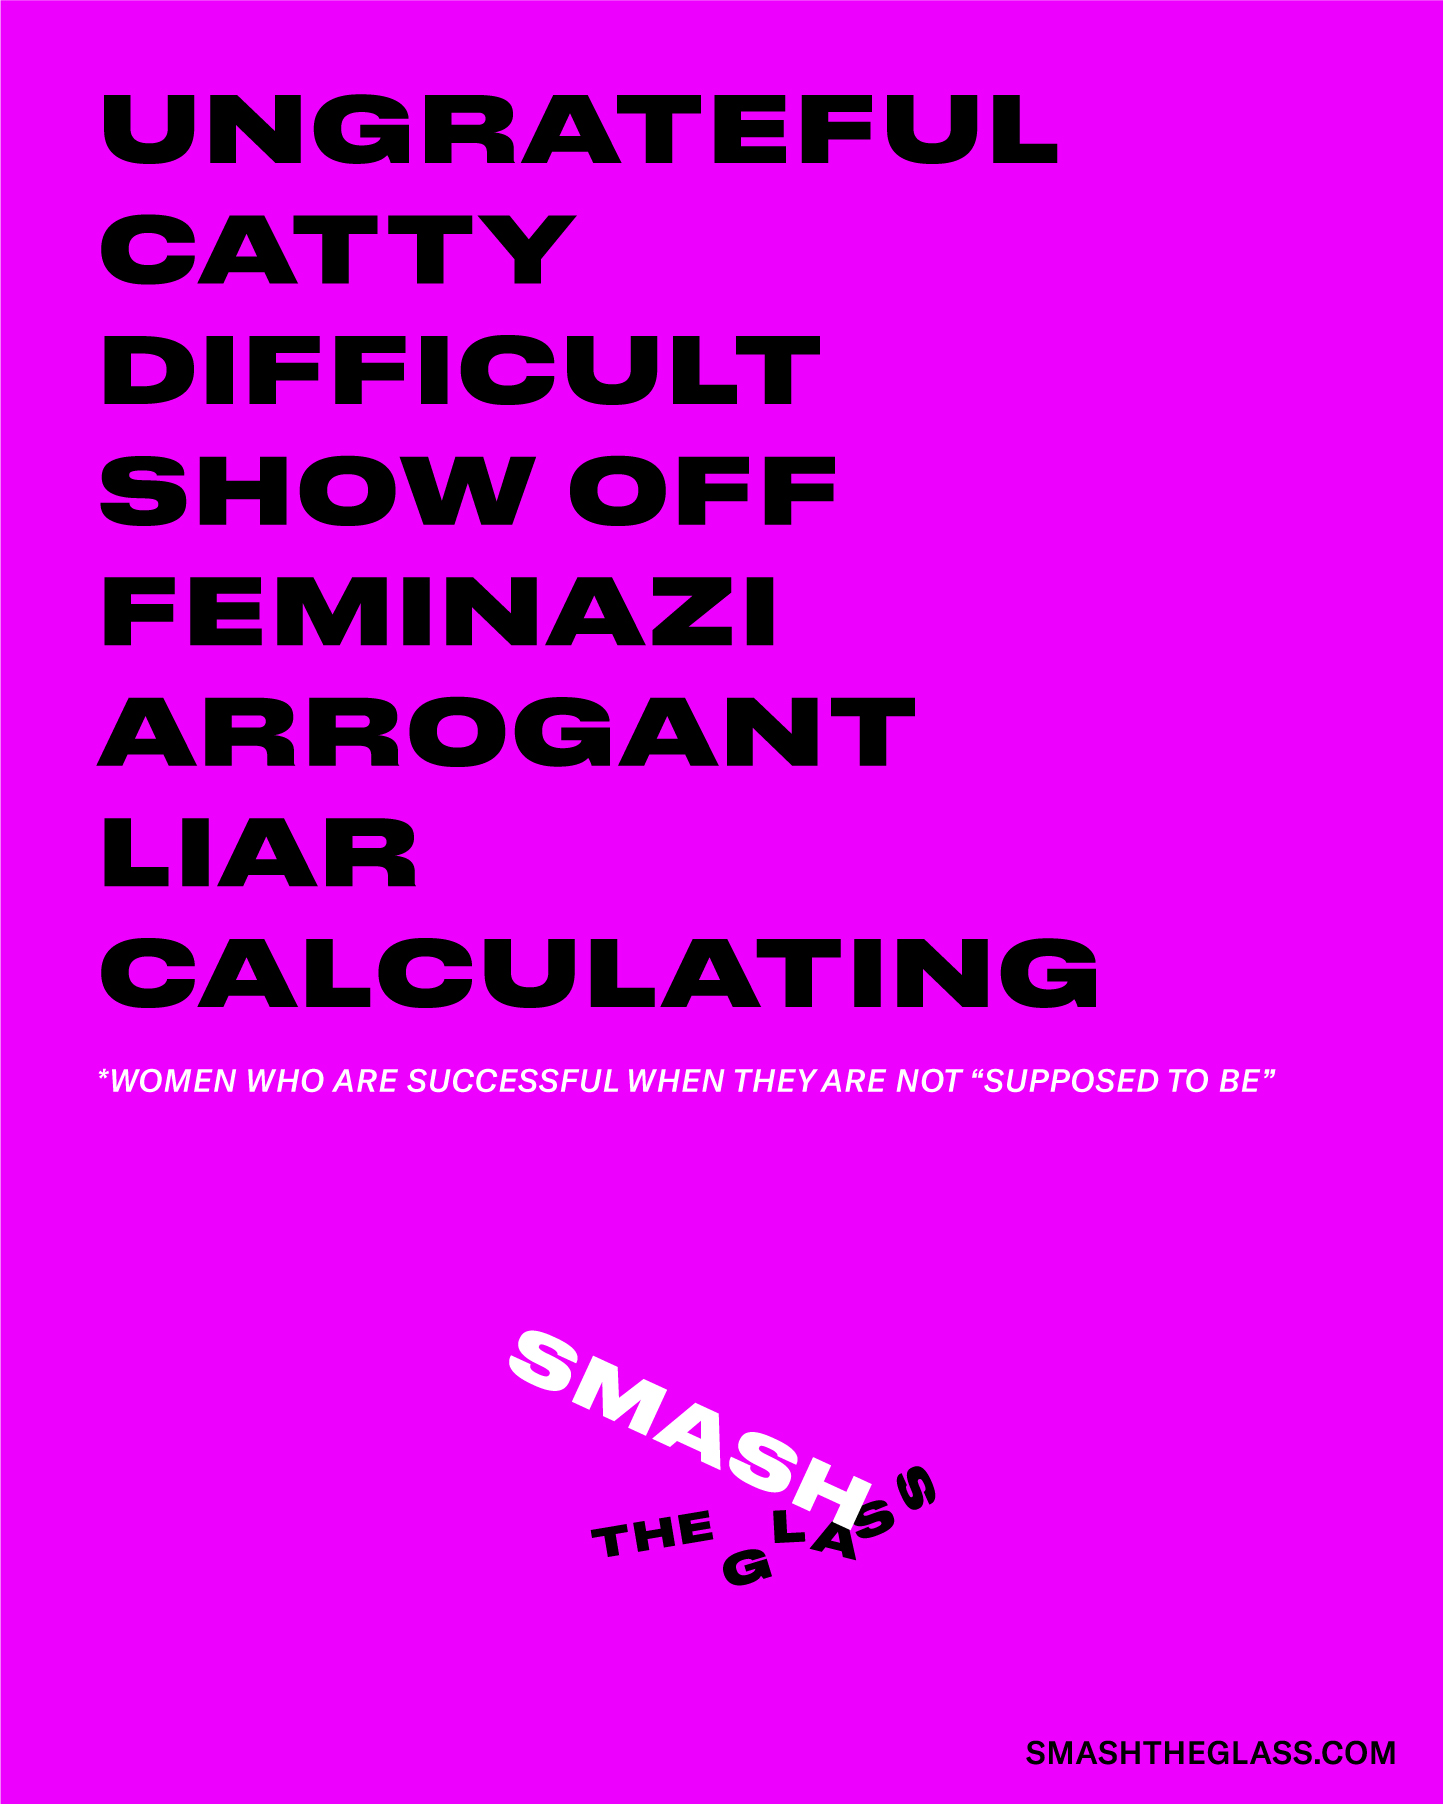 UNGRATEFUL
CATTY
DIFFICULT
SHOW OFF
FEMINAZI
ARROGANT
LIAR
CALCULATING
*WOMEN WHO ARE SUCCESSFUL WHEN THEY ARE NOT “SUPPOSED TO BE”
SMASH
THE GLASS
SMASHTHEGLASS.COM